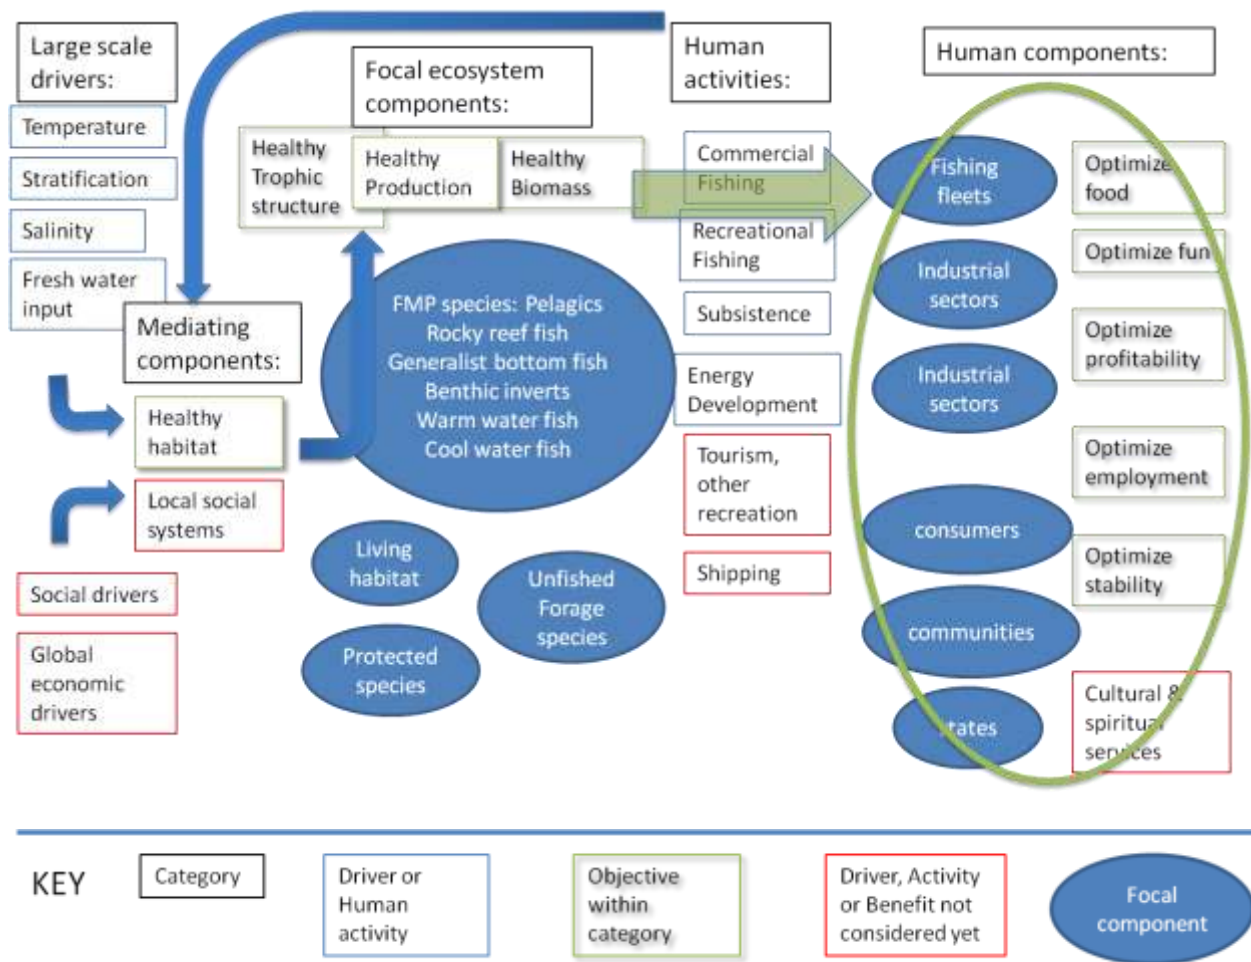 Large scale
drivers:
Temperature
Stratification
Salinity
Fresh water
input
Mediating
components:
Healthy
habitat
Local social
systems
Social drivers
Global
economic
drivers
Focal ecosystem
components:
Healthy
Trophic
structure
Healthy
Production
Healthy
Biomass
FMP species: Pelagics
Rocky reef fish
Generalist bottom fish
Benthic inverts
Warm water fish
Cool water fish
Living
habitat
Unfished
Forage
species
Protected
species
Human
activities:
Commercial
Fishing
Recreational
Fishing
Subsistence
Energy
Development
Tourism,
other
recreation
Shipping
Human components:
Fishing
fleets
Industrial
sectors
Industrial
sectors
consumers
communities
states
Optimize
food
Optimize fun
Optimize
profitability
Optimize
employment
Optimize
stability
Cultural &
spiritual
services
KEY
Category
Driver or
Human
activity
Objective
within
category
Driver, Activity
or Benefit not
considered yet
Focal
component